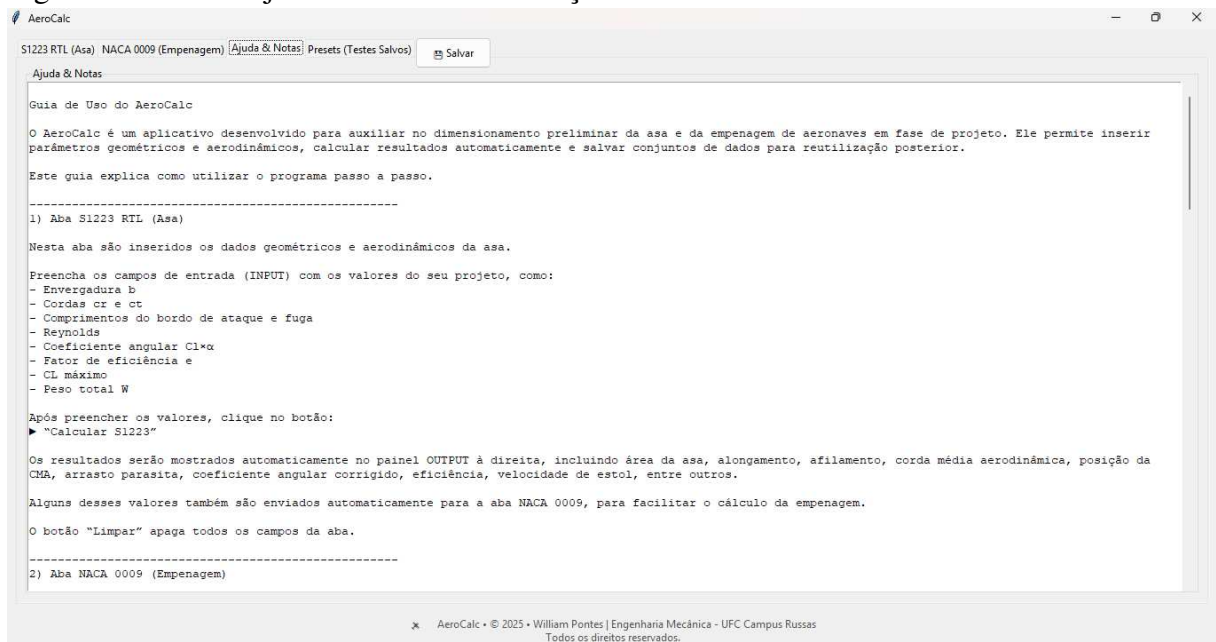 AeroCalc
S1223 RTL (Asa) NACA 0009 (Empenagem) Ajuda & Notas Presets (Testes Salvos) Salvar
Ajuda & Notas
Guia de Uso do AeroCalc
O AeroCalc é um aplicativo desenvolvido para auxiliar no dimensionamento preliminar da asa e da empenagem de aeronaves em fase de projeto. Ele permite inserir
parâmetros geométricos e aerodinâmicos, calcular resultados automaticamente e salvar conjuntos de dados para reutilização posterior.
Este guia explica como utilizar o programa passo a passo.
----------------------------------------------------
1) Aba S1223 RTL (Asa)
Nesta aba são inseridos os dados geométricos e aerodinâmicos da asa.
Preencha os campos de entrada (INPUT) com os valores do seu projeto, como:
- Envergadura b
- Cordas cr e ct
- Comprimentos do bordo de ataque e fuga
- Reynolds
- Coeficiente angular Cl×α
- Fator de eficiência e
- CL máximo
- Peso total W
Após preencher os valores, clique no botão:
► "Calcular S1223"
Os resultados serão mostrados automaticamente no painel OUTPUT à direita, incluindo área da asa, alongamento, afilamento, corda média aerodinâmica, posição da
CMA, arrasto parasita, coeficiente angular corrigido, eficiência, velocidade de estol, entre outros.
Alguns desses valores também são enviados automaticamente para a aba NACA 0009, para facilitar o cálculo da empenagem.
O botão "Limpar" apaga todos os campos da aba.
----------------------------------------------------
2) Aba NACA 0009 (Empenagem)
AeroCalc • © 2025 • William Pontes | Engenharia Mecânica - UFC Campus Russas
Todos os direitos reservados.